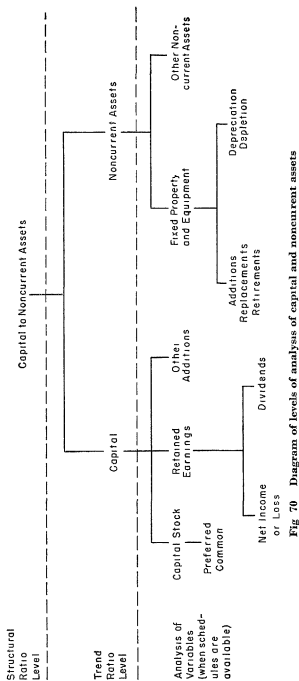 Structural
Ratio
Level
Capital to Noncurrent Assets
Trend
Ratio
Level
Capital
Noncurrent Assets
Analysis of
Variables
(when sched-
ules are
available)
Capital Stock
Preferred
Common
Retained
Earnings
Other
Additions
Fixed Property
and Equipment
Other Non-
current Assets
Net Income
or Loss
Dividends
Additions
Replacements
Retirements
Depreciation
Depletion
Fig 70 Diagram of levels of analysis of capital and noncurrent assets